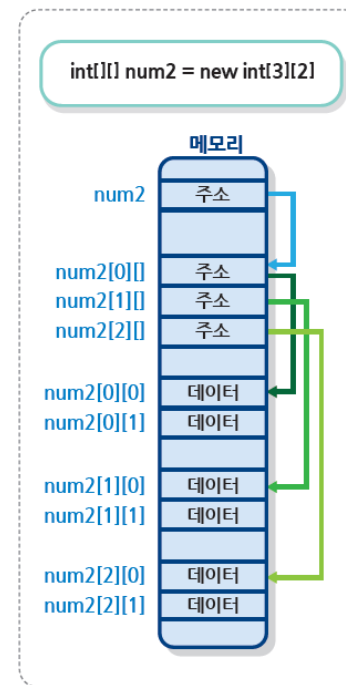 int[][] num2 = new int[3][2]
메모리
num2 주소
num2[0][] 주소
num2[1][] 주소
num2[2][] 주소
num2[0][0] 데이터
num2[0][1] 데이터
num2[1][0] 데이터
num2[1][1] 데이터
num2[2][0] 데이터
num2[2][1] 데이터